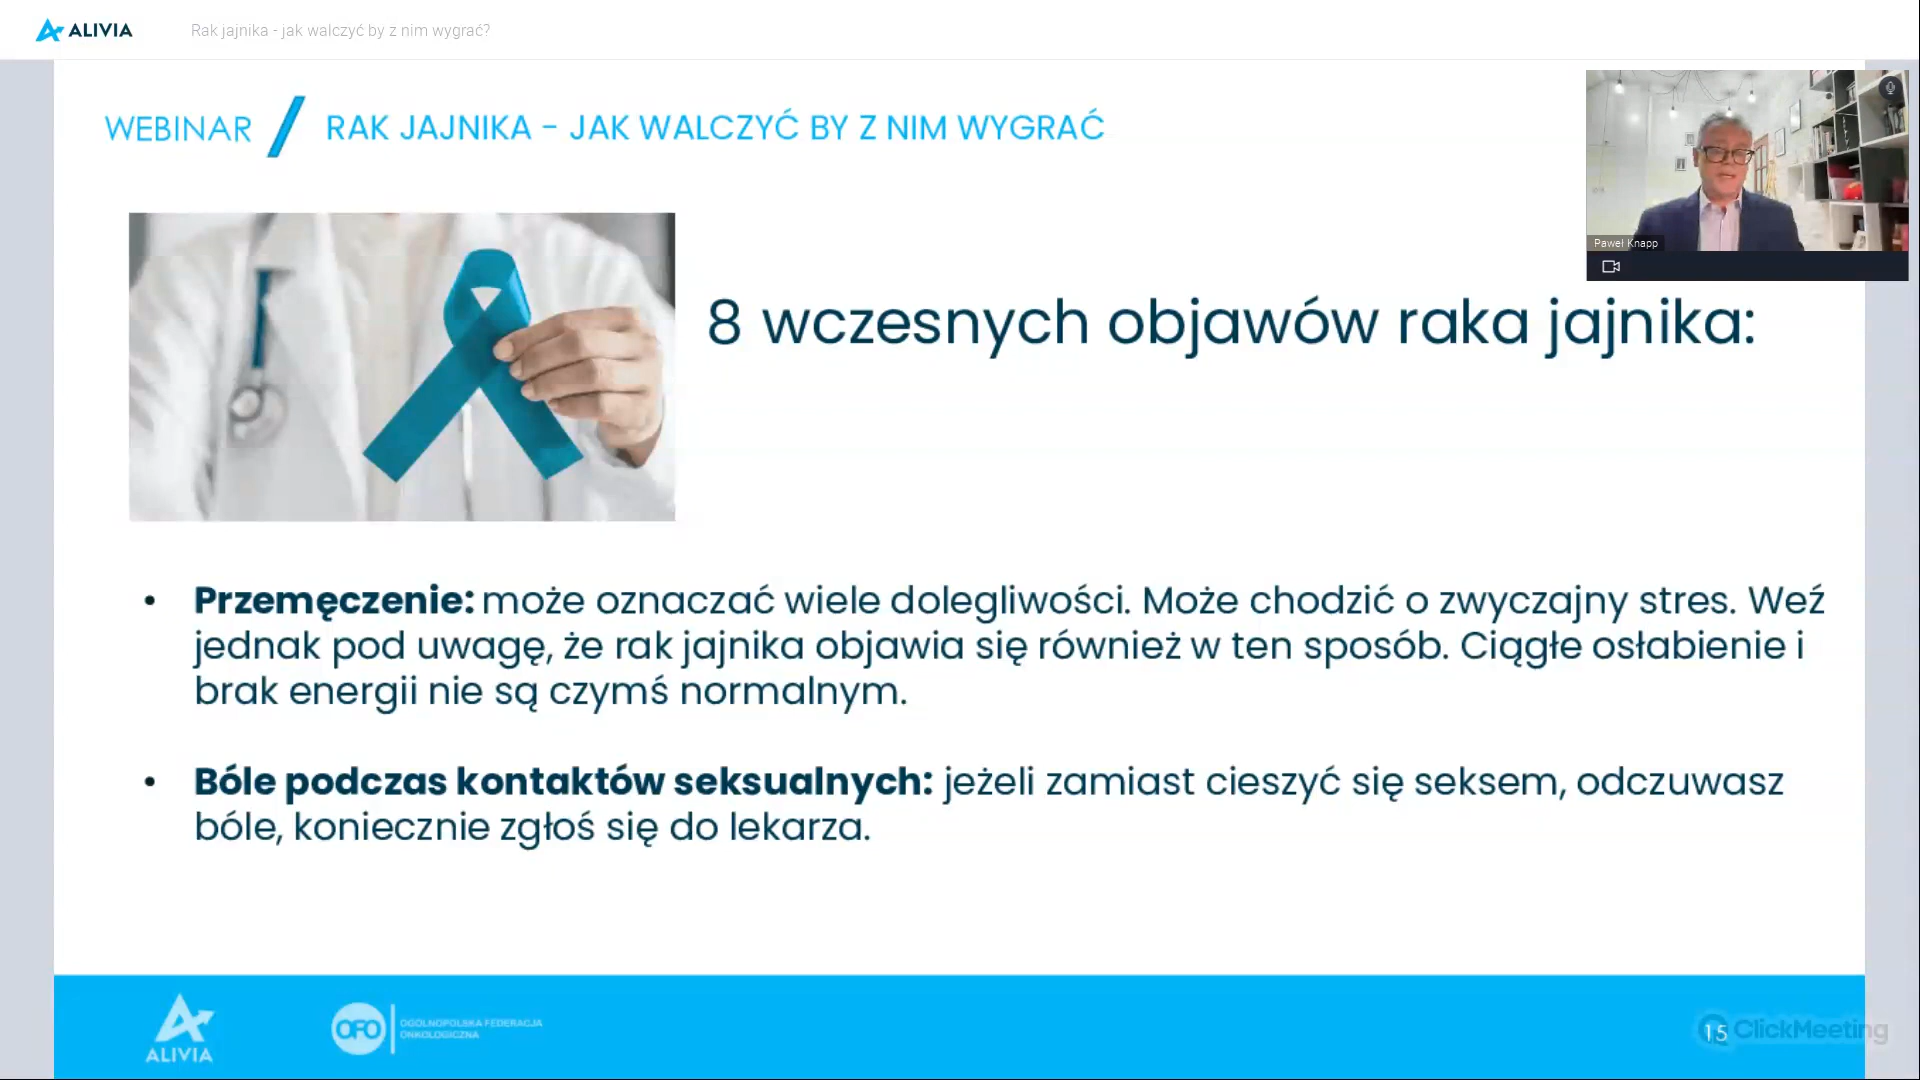 ALIVIA
Rak jajnika - jak walczyć by z nim wygrać?
WEBINAR / RAK JAJNIKA - JAK WALCZYĆ BY Z NIM WYGRAĆ
Paweł Knapp
8 wczesnych objawów raka jajnika:
• Przemęczenie: może oznaczać wiele dolegliwości. Może chodzić o zwyczajny stres. Weź
jednak pod uwagę, że rak jajnika objawia się również w ten sposób. Ciągłe osłabienie i
brak energii nie są czymś normalnym.
• Bóle podczas kontaktów seksualnych: jeżeli zamiast cieszyć się seksem, odczuwasz
bóle, koniecznie zgłoś się do lekarza.
ALIVIA
OFO
OGÓLNOPOLSKA FEDERACJA
ONKOLOGICZNA
15
ClickMeeting